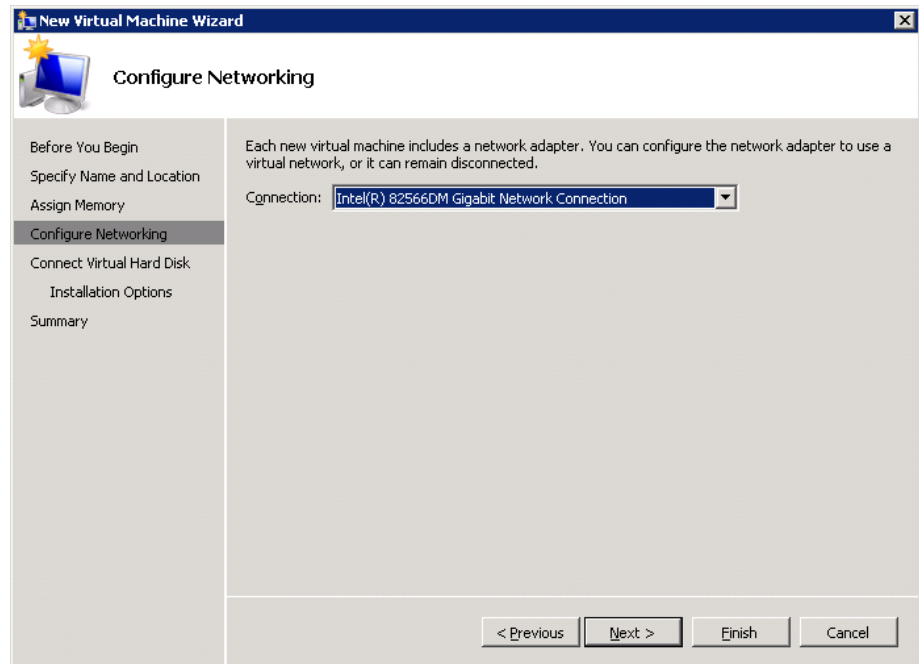 New Virtual Machine Wizard
Configure Networking
Before You Begin
Specify Name and Location
Assign Memory
Configure Networking
Connect Virtual Hard Disk
Installation Options
Summary
Each new virtual machine includes a network adapter. You can configure the network adapter to use a
virtual network, or it can remain disconnected.
Connection: Intel(R) 82566DM Gigabit Network Connection
< Previous Next > Finish Cancel